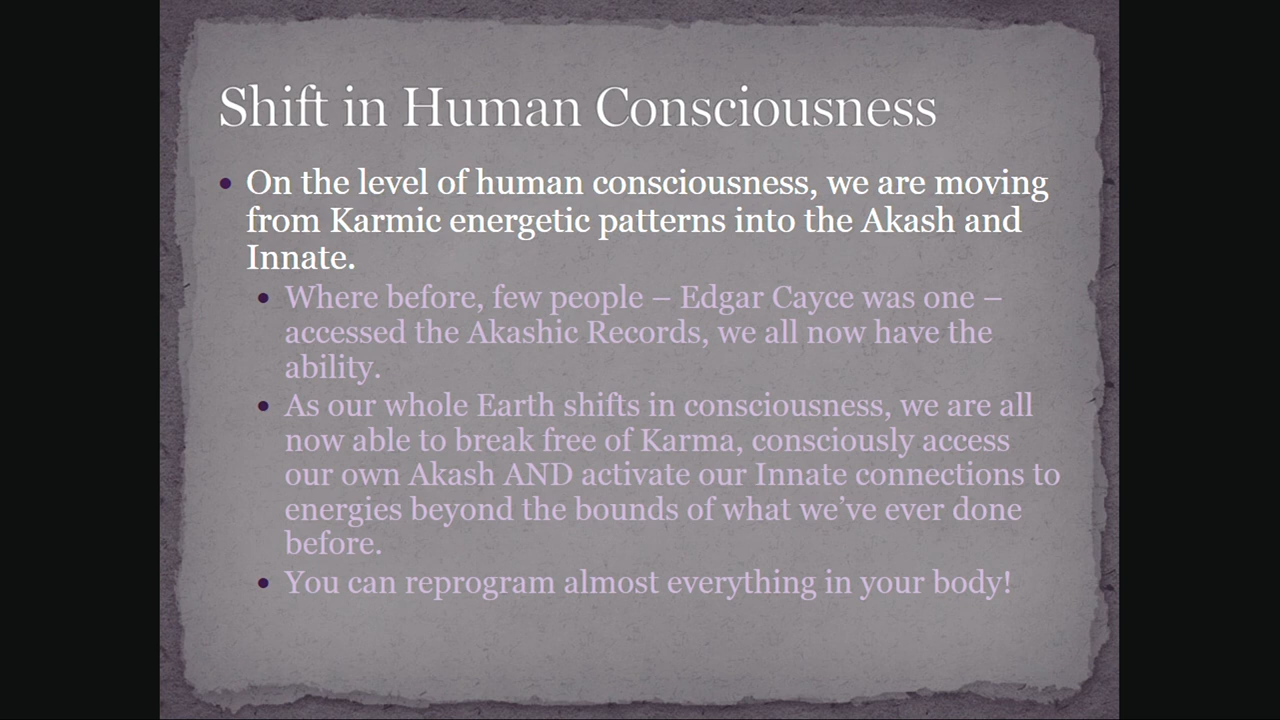 Shift in Human Consciousness
• On the level of human consciousness, we are moving
from Karmic energetic patterns into the Akash and
Innate.
• Where before, few people – Edgar Cayce was one –
accessed the Akashic Records, we all now have the
ability.
• As our whole Earth shifts in consciousness, we are all
now able to break free of Karma, consciously access
our own Akash AND activate our Innate connections to
energies beyond the bounds of what we’ve ever done
before.
• You can reprogram almost everything in your body!